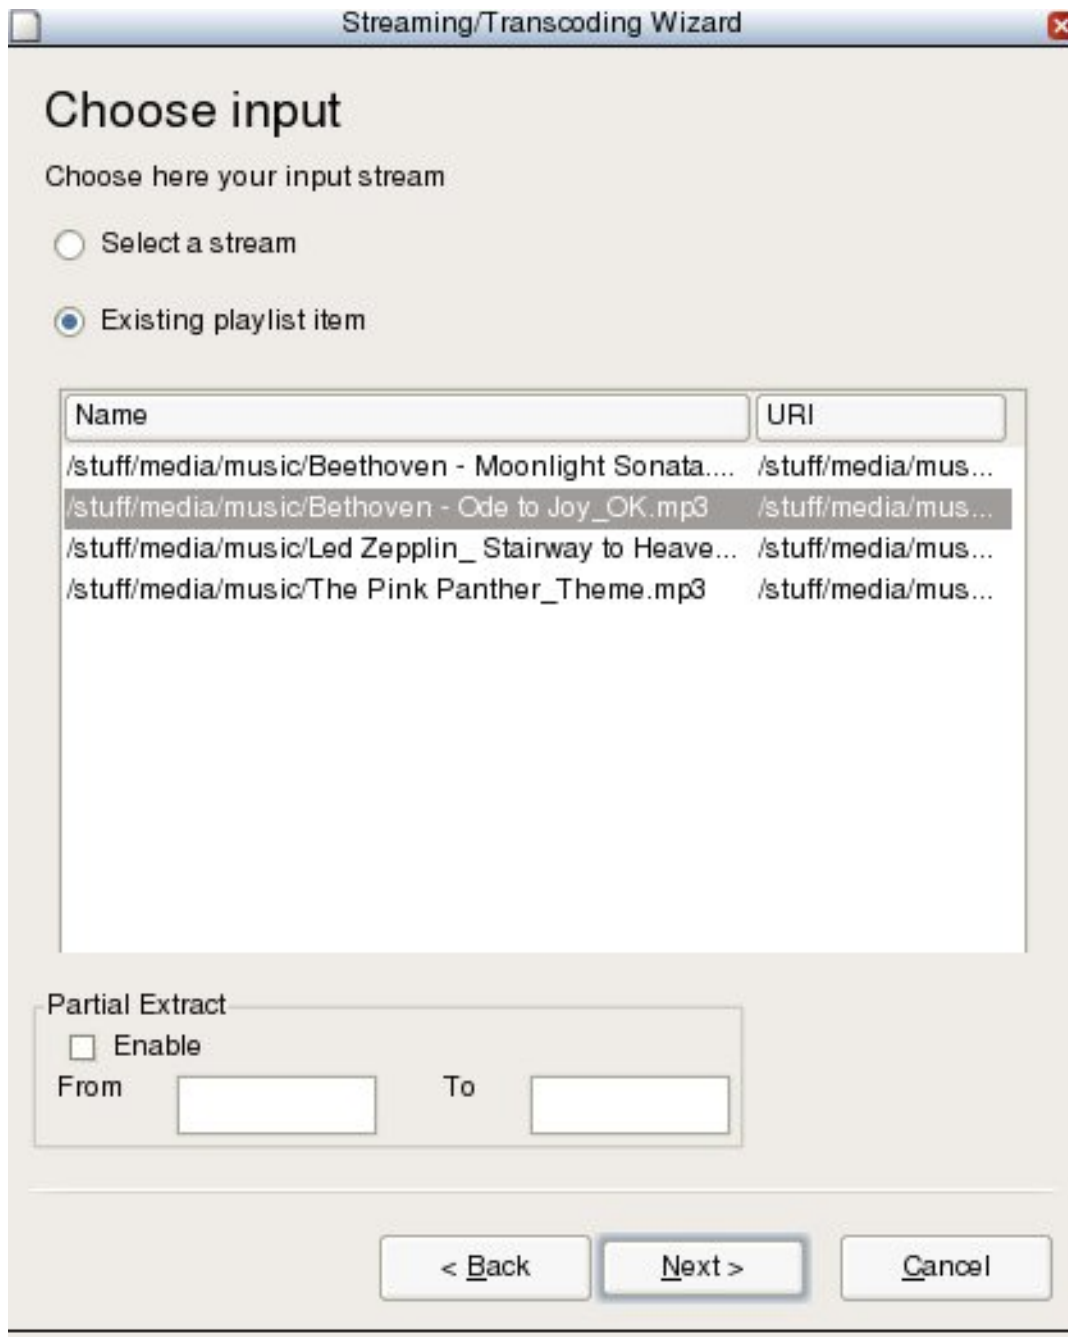 Streaming/Transcoding Wizard
Choose input
Choose here your input stream
Select a stream
Existing playlist item
Name URI
/stuff/media/music/Beethoven - Moonlight Sonata.... /stuff/media/mus...
/stuff/media/music/Bethoven - Ode to Joy_OK.mp3 /stuff/media/mus...
/stuff/media/music/Led Zepplin_ Stairway to Heave... /stuff/media/mus...
/stuff/media/music/The Pink Panther_Theme.mp3 /stuff/media/mus...
Partial Extract
Enable
From To
< Back Next > Cancel